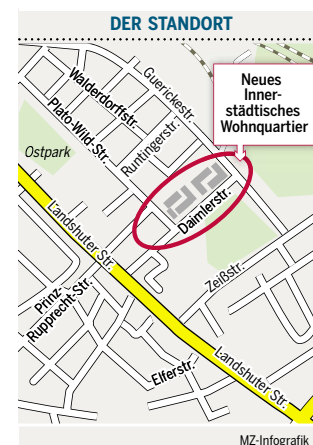 DER STANDORT
Guerickestr.
Walderdorffstr.
Neues
Inner-
städtisches
Wohnquartier
Plato-Wild-Str.
Runtingerstr.
Ostpark
Daimlerstr.
Landshuter Str.
Zeißstr.
Prinz-
Rupprecht-Str.
Landshuter Str.
Elferstr.
MZ-Infografik